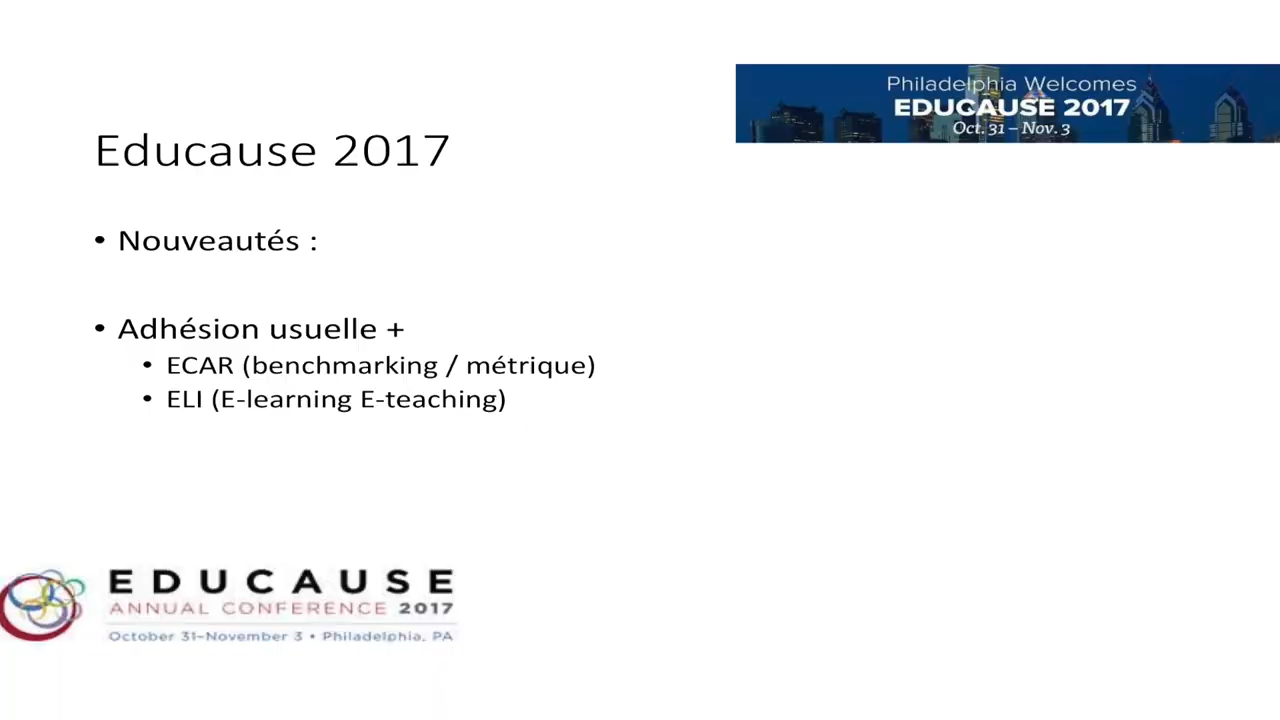 Philadelphia Welcomes
EDUCAUSE 2017
Oct. 31 – Nov. 3
Educause 2017
• Nouveautés :
• Adhésion usuelle +
• ECAR (benchmarking / métrique)
• ELI (E-learning E-teaching)
EDUCAUSE
ANNUAL CONFERENCE 2017
October 31–November 3 • Philadelphia, PA